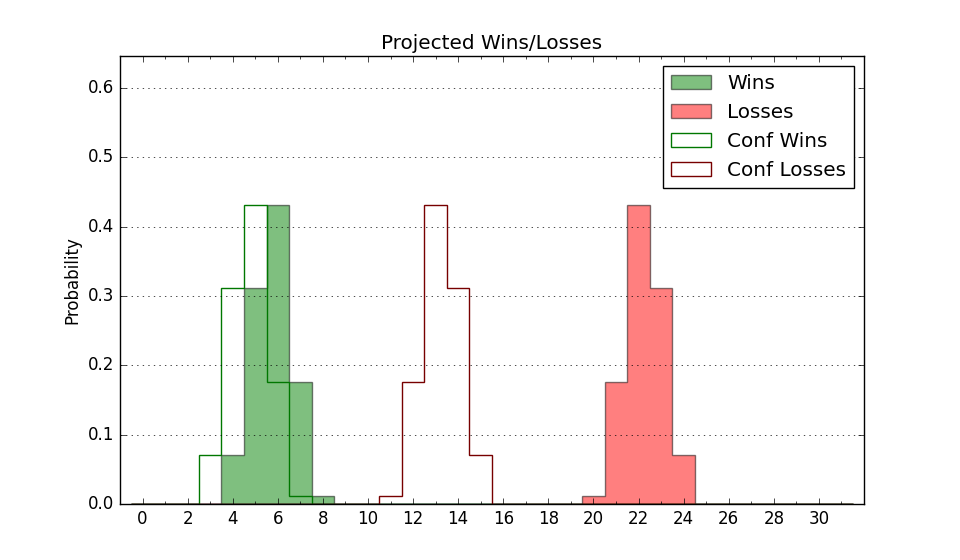 Projected Wins/Losses
Wins
Losses
Conf Wins
Conf Losses
Probability
0.6
0.5
0.4
0.3
0.2
0.1
0.0
0 2 4 6 8 10 12 14 16 18 20 22 24 26 28 30